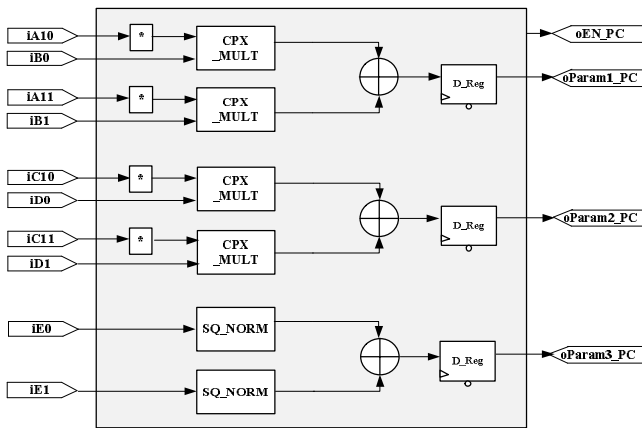 iA10
*
CPX
_MULT
oEN_PC
iB0
D_Reg
oParam1_PC
iA11
*
CPX
_MULT
iB1
iC10
*
CPX
_MULT
iD0
D_Reg
oParam2_PC
iC11
*
CPX
_MULT
iD1
iE0
SQ_NORM
D_Reg
oParam3_PC
iE1
SQ_NORM